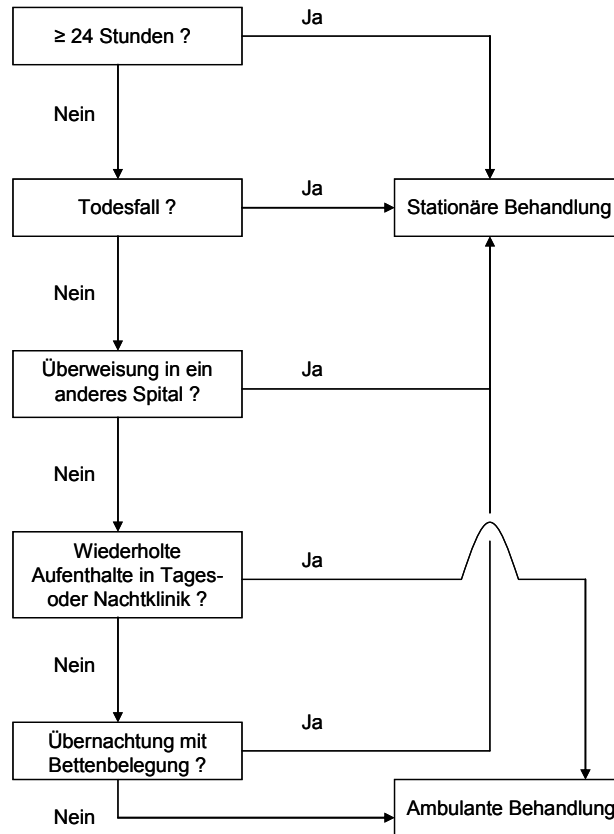 ≥ 24 Stunden ?
Ja
Nein
Todesfall ?
Ja
Stationäre Behandlung
Nein
Überweisung in ein
anderes Spital ?
Ja
Nein
Wiederholte
Aufenthalte in Tages-
oder Nachtklinik ?
Ja
Nein
Übernachtung mit
Bettenbelegung ?
Ja
Nein
Ambulante Behandlung